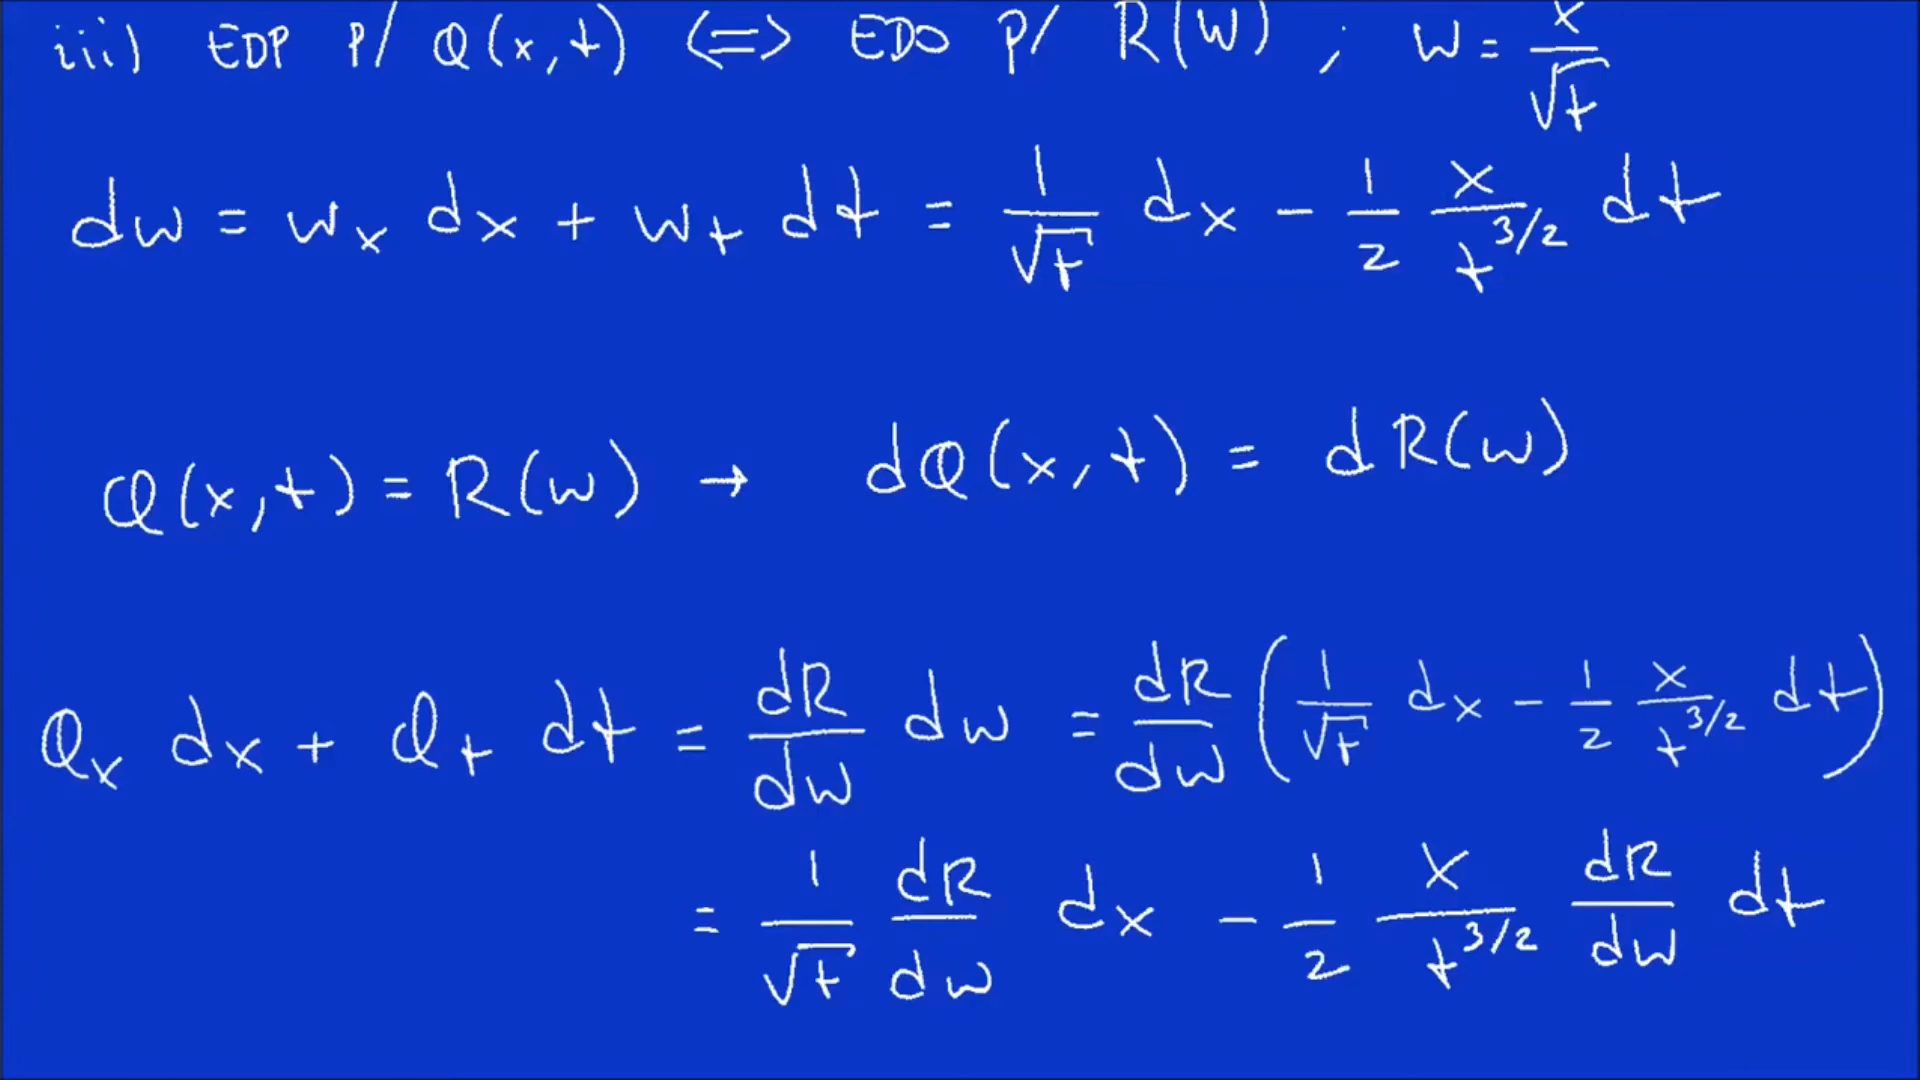 iii) EDP p/ Q(x,t) <=> EDO p/ R(w) ; w = x/√t
dw = w_x dx + w_t dt = 1/√t dx - 1/2 x/t^3/2 dt
Q(x,t) = R(w) → dQ(x,t) = dR(w)
Q_x dx + Q_t dt = dR/dw dw = dR/dw (1/√t dx - 1/2 x/t^3/2 dt)
= 1/√t dR/dw dx - 1/2 x/t^3/2 dR/dw dt